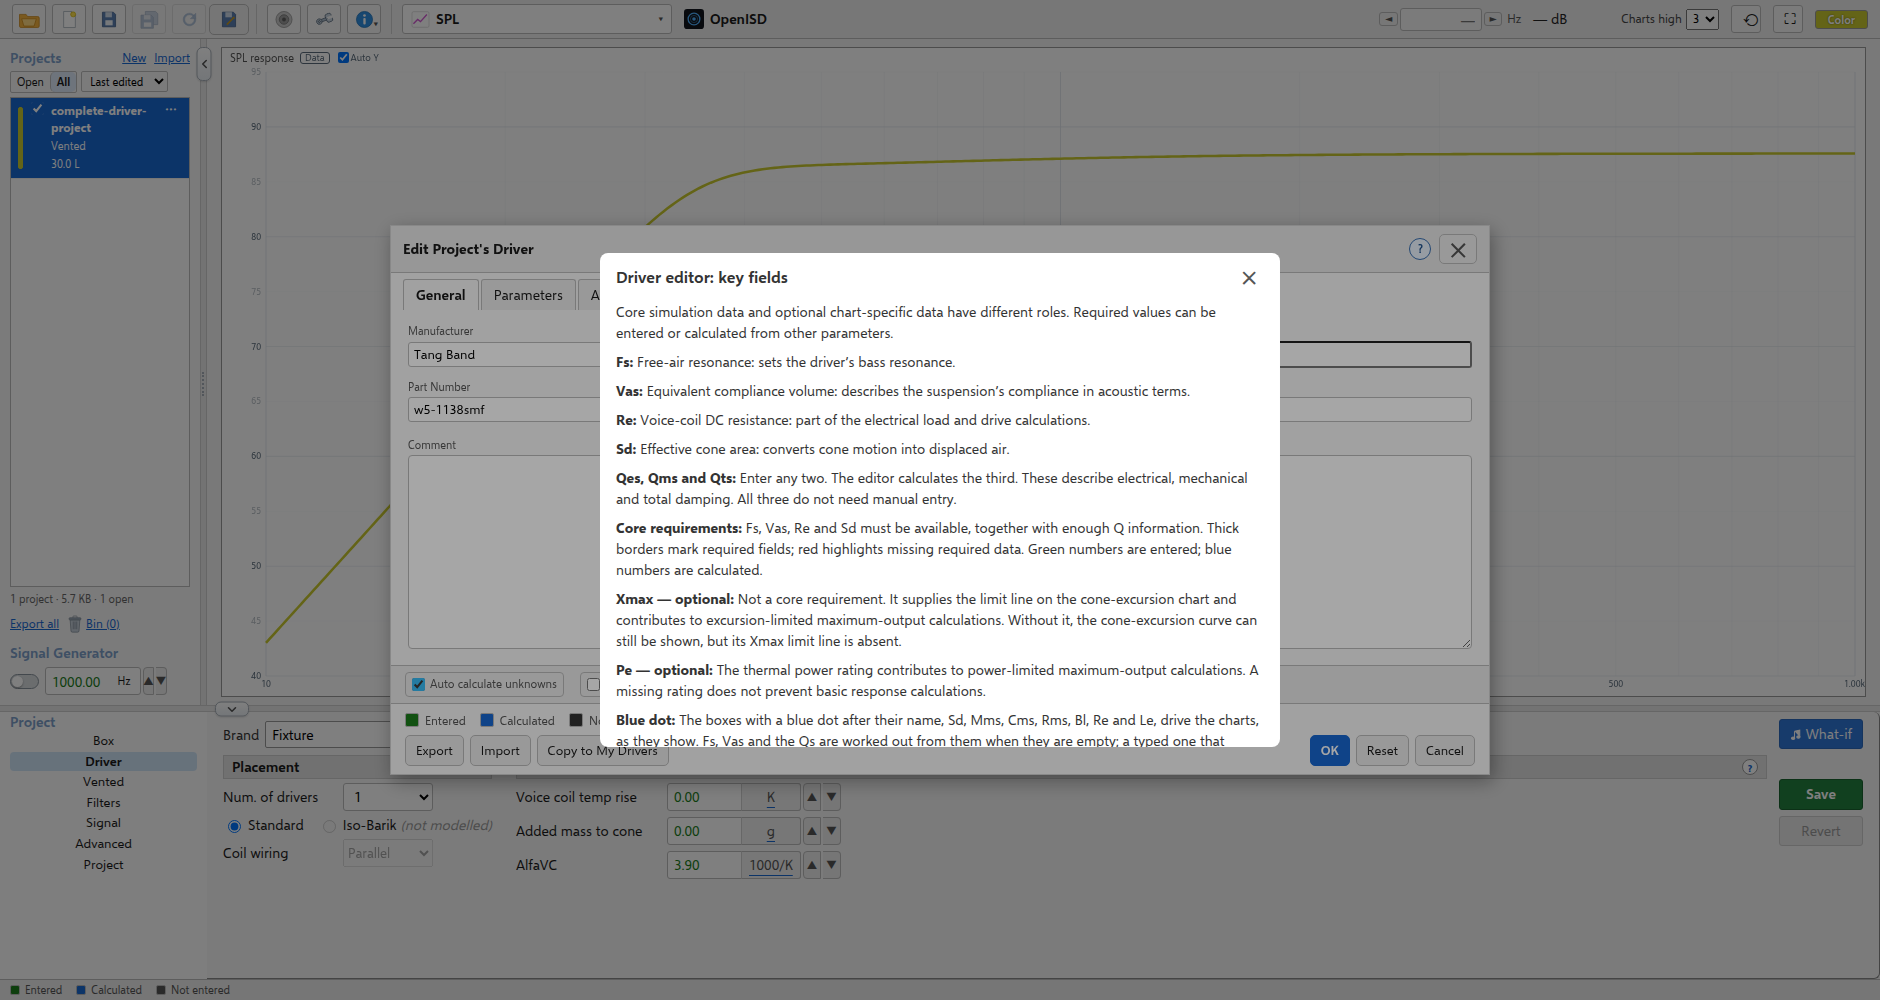 SPL
OpenISD
—
Hz
— dB
Charts high
3
Color
Projects
New
Import
Open
All
Last edited
complete-driver-
project
Vented
30.0 L
1 project · 5.7 KB · 1 open
Export all
Bin (0)
Signal Generator
1000.00
Hz
SPL response
Data
Auto Y
95
90
85
80
75
70
65
60
55
50
45
40
10
500
1.00k
Edit Project's Driver
?
General
Parameters
A
Manufacturer
Tang Band
Part Number
w5-1138smf
Comment
Auto calculate unknowns
Entered
Calculated
No
Export
Import
Copy to My Drivers
OK
Reset
Cancel
Driver editor: key fields
Core simulation data and optional chart-specific data have different roles. Required values can be
entered or calculated from other parameters.
Fs: Free-air resonance: sets the driver’s bass resonance.
Vas: Equivalent compliance volume: describes the suspension’s compliance in acoustic terms.
Re: Voice-coil DC resistance: part of the electrical load and drive calculations.
Sd: Effective cone area: converts cone motion into displaced air.
Qes, Qms and Qts: Enter any two. The editor calculates the third. These describe electrical, mechanical
and total damping. All three do not need manual entry.
Core requirements: Fs, Vas, Re and Sd must be available, together with enough Q information. Thick
borders mark required fields; red highlights missing required data. Green numbers are entered; blue
numbers are calculated.
Xmax — optional: Not a core requirement. It supplies the limit line on the cone-excursion chart and
contributes to excursion-limited maximum-output calculations. Without it, the cone-excursion curve can
still be shown, but its Xmax limit line is absent.
Pe — optional: The thermal power rating contributes to power-limited maximum-output calculations. A
missing rating does not prevent basic response calculations.
Blue dot: The boxes with a blue dot after their name, Sd, Mms, Cms, Rms, Bl, Re and Le, drive the charts,
as they show. Fs, Vas and the Qs are worked out from them when they are empty; a typed one that
Project
Box
Driver
Vented
Filters
Signal
Advanced
Project
Brand
Fixture
Placement
Num. of drivers
1
Standard
Iso-Barik (not modelled)
Coil wiring
Parallel
Voice coil temp rise
0.00
K
Added mass to cone
0.00
g
AlfaVC
3.90
1000/K
?
What-if
Save
Revert
Entered
Calculated
Not entered